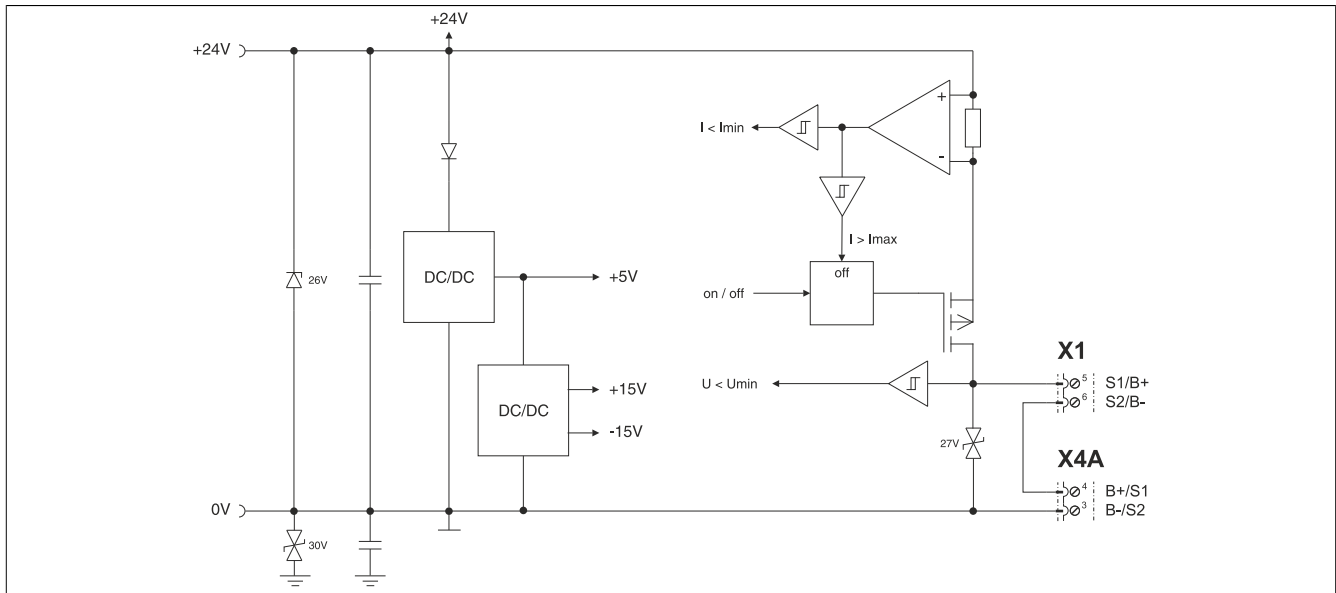 +24V
+24V
+
-
I < Imin
I > Imax
off
on / off
DC/DC
+5V
26V
DC/DC
+15V
-15V
U < Umin
27V
X1
5 S1/B+
6 S2/B-
X4A
4 B+/S1
3 B-/S2
0V
30V